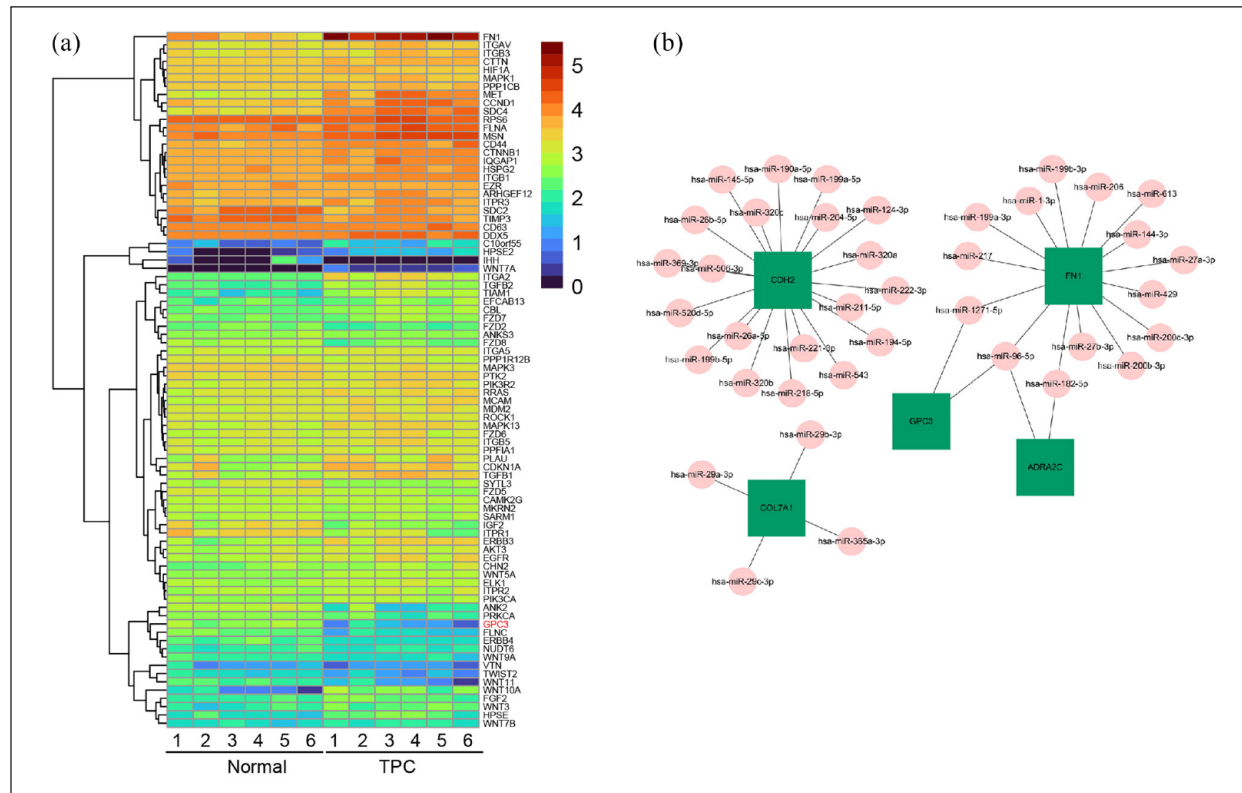 (a)
FN1
ITGAV
ITGB3
CTTN
HIF1A
MAPK1
PPP1CB
MET
CCND1
SDC4
RPS6
FLNA
MSN
CD44
CTNNB1
IQGAP1
HSPG2
ITGB1
EZR
ARHGEF12
ITPR3
SDC2
TIMP3
CD63
DDX5
C10orf55
HPSE2
IHH
WNT7A
ITGA2
TGFB2
TIAM1
EFCAB13
CBL
FZD7
FZD2
ANKS3
FZD8
ITGA5
PPP1R12B
MAPK3
PTK2
PIK3R2
RRAS
MCAM
MDM2
ROCK1
MAPK13
FZD6
ITGB5
PPFIA1
PLAU
CDKN1A
TGFB1
SYTL3
FZD5
CAMK2G
MKRN2
SARM1
IGF2
ITPR1
ERBB3
AKT3
EGFR
CHN2
WNT5A
ELK1
ITPR2
PIK3CA
ANK2
PRKCA
GPC3
FLNC
ERBB4
NUDT6
WNT9A
VTN
TWIST2
WNT11
WNT10A
FGF2
WNT3
HPSE
WNT7B
5
4
3
2
1
0
1 2 3 4 5 6 1 2 3 4 5 6
Normal TPC
(b)
hsa-miR-190a-5p
hsa-miR-145-5p
hsa-miR-199a-5p
hsa-miR-320c
hsa-miR-204-5p
hsa-miR-124-3p
hsa-miR-26b-5p
hsa-miR-320a
hsa-miR-369-3p
hsa-miR-506-3p
CDH2
hsa-miR-222-3p
hsa-miR-211-5p
hsa-miR-520d-5p
hsa-miR-26a-5p
hsa-miR-194-5p
hsa-miR-221-3p
hsa-miR-199b-5p
hsa-miR-543
hsa-miR-320b
hsa-miR-218-5p
hsa-miR-199b-3p
hsa-miR-206
hsa-miR-613
hsa-miR-1-3p
hsa-miR-199a-3p
hsa-miR-144-3p
hsa-miR-217
FN1
hsa-miR-27a-3p
hsa-miR-429
hsa-miR-1271-5p
hsa-miR-200c-3p
hsa-miR-27b-3p
hsa-miR-96-5p
hsa-miR-200b-3p
hsa-miR-182-5p
GPC3
ADRA2C
hsa-miR-29b-3p
hsa-miR-29a-3p
COL7A1
hsa-miR-365a-3p
hsa-miR-29c-3p